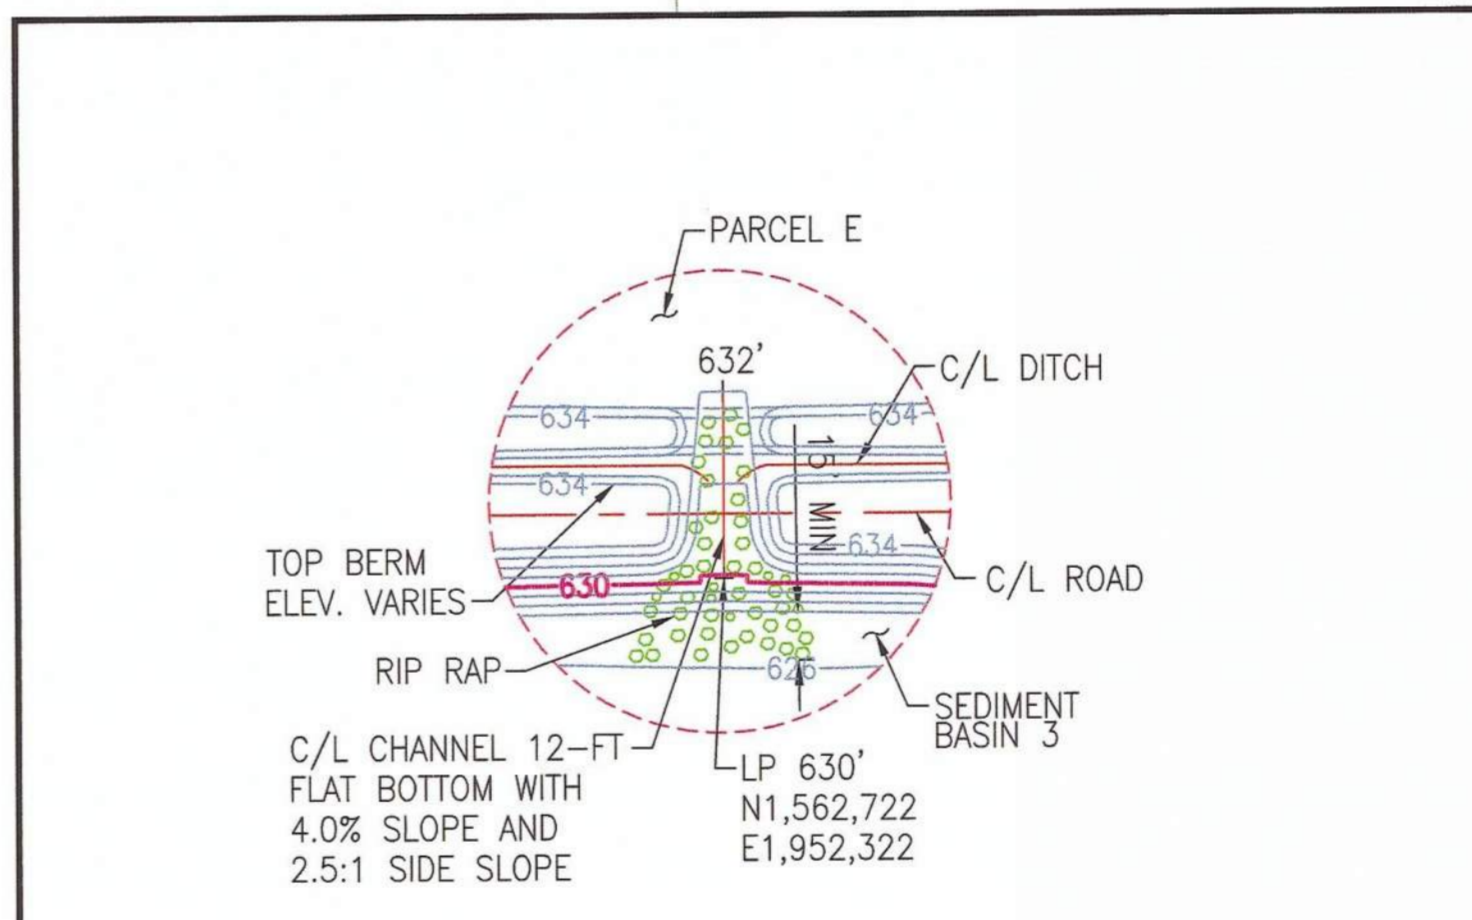 PARCEL E
632'
C/L DITCH
634
634
15' MIN
634
634
TOP BERM
ELEV. VARIES
630
C/L ROAD
RIP RAP
626
SEDIMENT
BASIN 3
C/L CHANNEL 12-FT
FLAT BOTTOM WITH
4.0% SLOPE AND
2.5:1 SIDE SLOPE
LP 630'
N1,562,722
E1,952,322